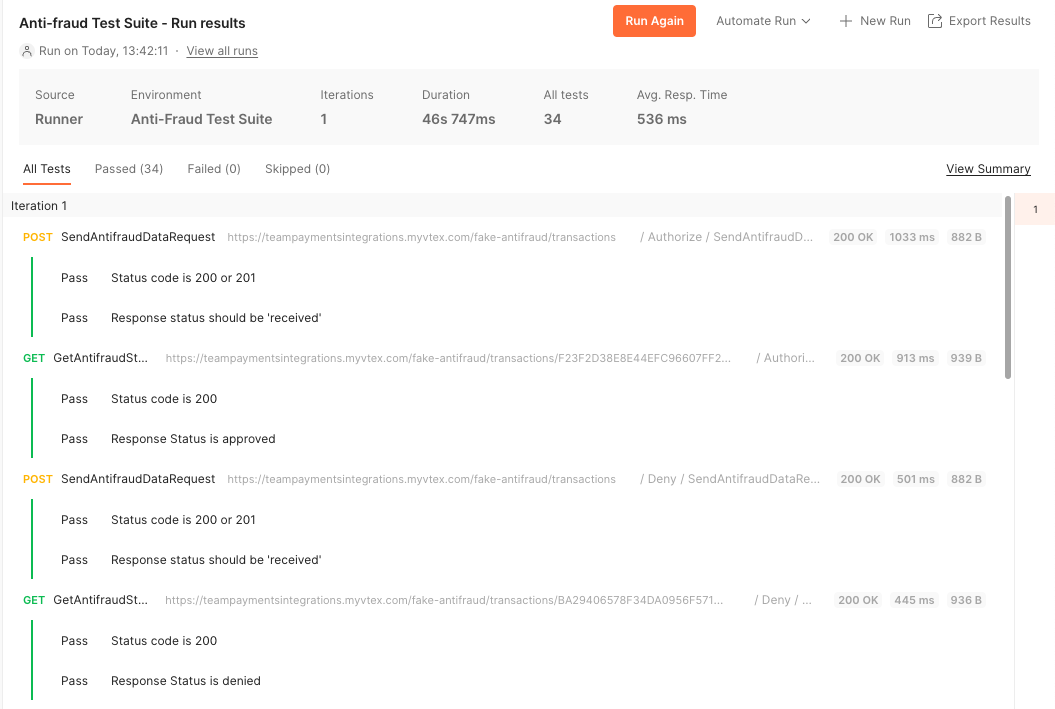 Anti-fraud Test Suite - Run results
Run Again Automate Run New Run Export Results
Run on Today, 13:42:11 · View all runs
Source Environment Iterations Duration All tests Avg. Resp. Time
Runner Anti-Fraud Test Suite 1 46s 747ms 34 536 ms
All Tests Passed (34) Failed (0) Skipped (0) View Summary
Iteration 1
1
POST SendAntifraudDataRequest https://teampaymentsintegrations.myvtex.com/fake-antifraud/transactions / Authorize / SendAntifraudD... 200 OK 1033 ms 882 B
Pass Status code is 200 or 201
Pass Response status should be 'received'
GET GetAntifraudSt... https://teampaymentsintegrations.myvtex.com/fake-antifraud/transactions/F23F2D38E8E44EFC96607FF2... / Authori... 200 OK 913 ms 939 B
Pass Status code is 200
Pass Response Status is approved
POST SendAntifraudDataRequest https://teampaymentsintegrations.myvtex.com/fake-antifraud/transactions / Deny / SendAntifraudDataRe... 200 OK 501 ms 882 B
Pass Status code is 200 or 201
Pass Response status should be 'received'
GET GetAntifraudSt... https://teampaymentsintegrations.myvtex.com/fake-antifraud/transactions/BA29406578F34DA0956F571... / Deny / ... 200 OK 445 ms 936 B
Pass Status code is 200
Pass Response Status is denied